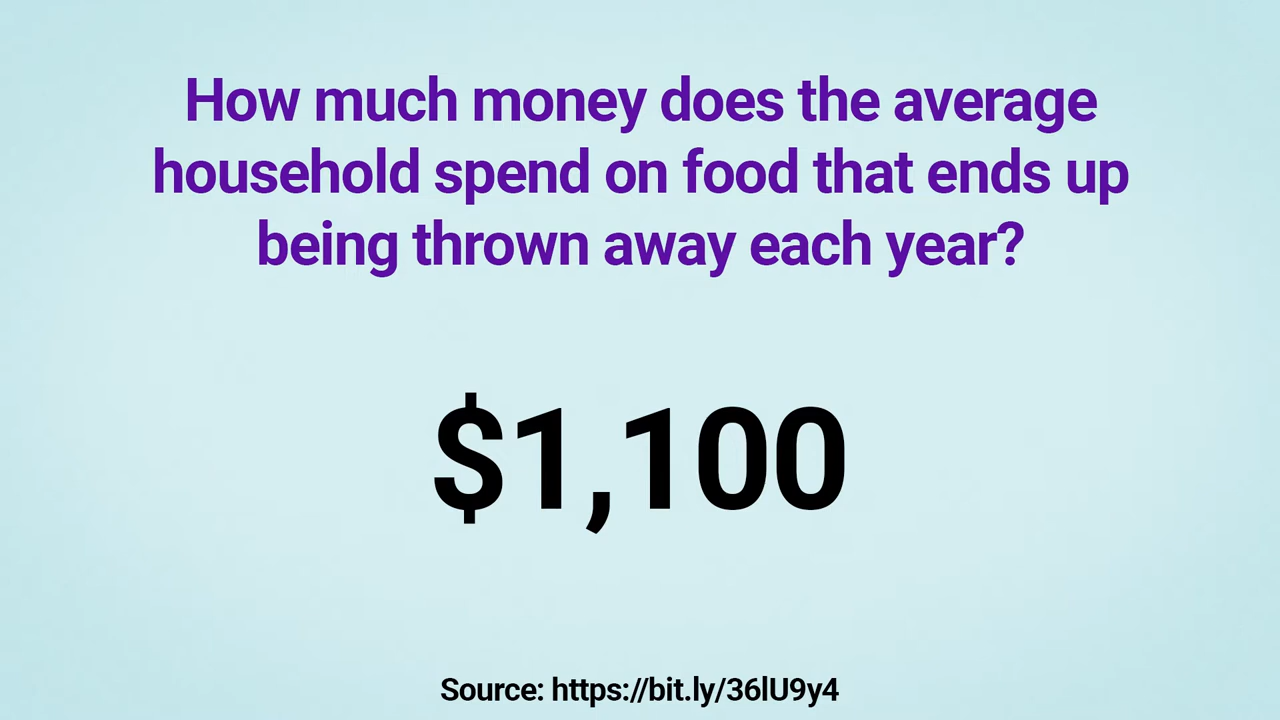 How much money does the average
household spend on food that ends up
being thrown away each year?
$1,100
Source: https://bit.ly/36lU9y4